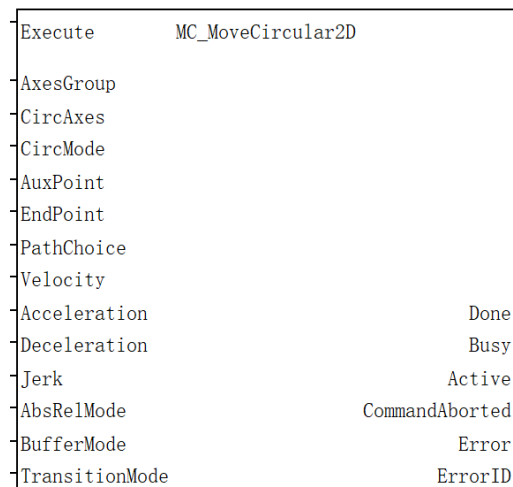 Execute MC_MoveCircular2D
AxesGroup
CircAxes
CircMode
AuxPoint
EndPoint
PathChoice
Velocity
Acceleration Done
Deceleration Busy
Jerk Active
AbsRelMode CommandAborted
BufferMode Error
TransitionMode ErrorID